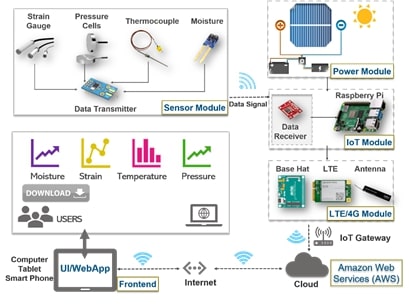 Strain
Gauge
Pressure
Cells
Thermocouple
Moisture
Data Transmitter
Sensor Module
Data Signal
Power Module
Raspberry Pi
Data
Receiver
IoT Module
Base Hat
LTE
Antenna
LTE/4G Module
Moisture
Strain
Temperature
Pressure
DOWNLOAD
USERS
IoT Gateway
Computer
Tablet
Smart Phone
UI/WebApp
Frontend
Internet
Cloud
Amazon Web
Services (AWS)